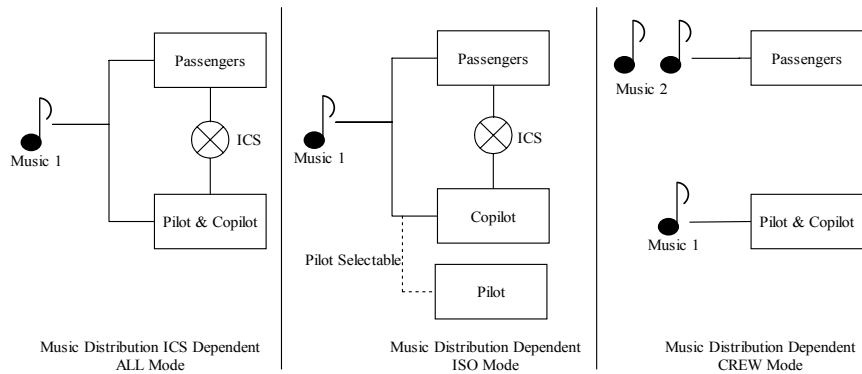 Passengers
ICS
Music 1
Pilot & Copilot
Music Distribution ICS Dependent
ALL Mode
Passengers
ICS
Music 1
Copilot
Pilot Selectable
Pilot
Music Distribution Dependent
ISO Mode
Passengers
Music 2
Pilot & Copilot
Music 1
Music Distribution Dependent
CREW Mode